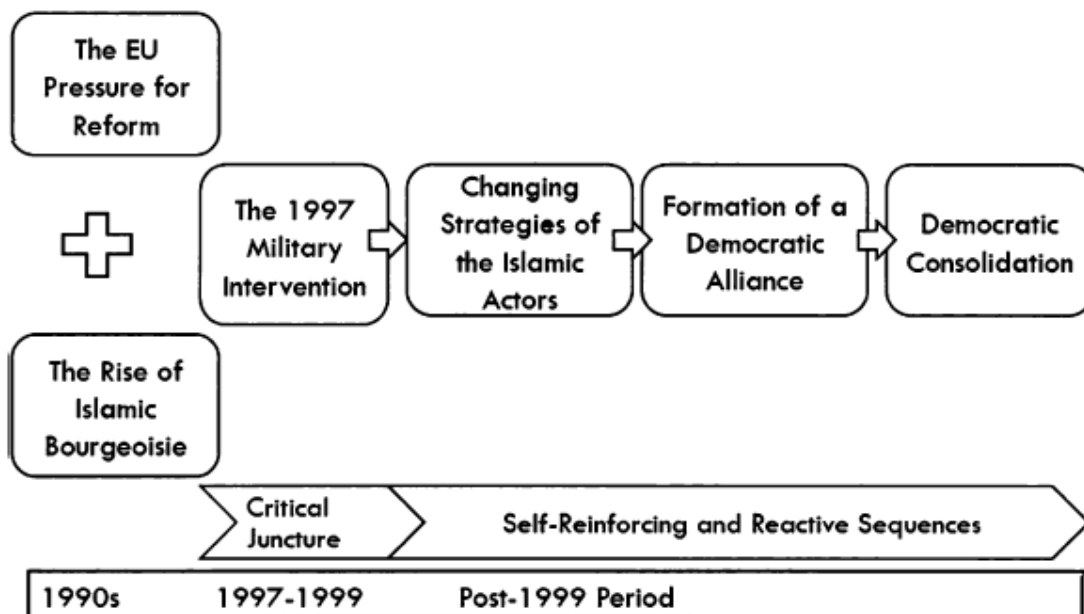 The EU
Pressure for
Reform
The Rise of
Islamic
Bourgeoisie
The 1997
Military
Intervention
Changing
Strategies of
the Islamic
Actors
Formation of a
Democratic
Alliance
Democratic
Consolidation
Critical
Juncture
Self-Reinforcing and Reactive Sequences
1990s 1997-1999 Post-1999 Period